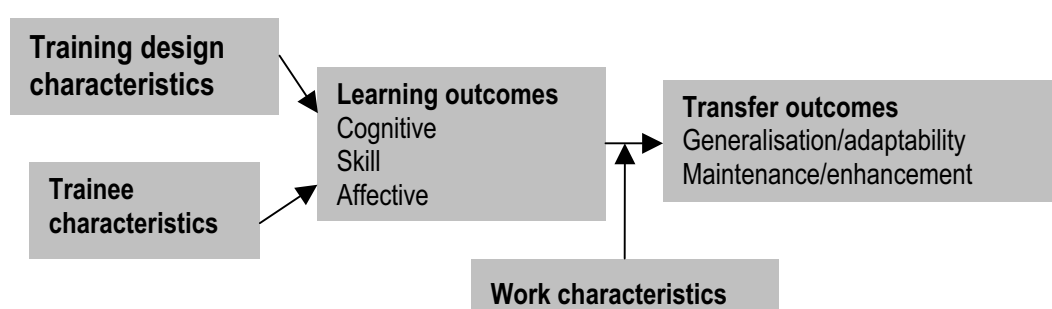 Training design
characteristics
Learning outcomes
Cognitive
Skill
Affective
Transfer outcomes
Generalisation/adaptability
Maintenance/enhancement
Trainee
characteristics
Work characteristics